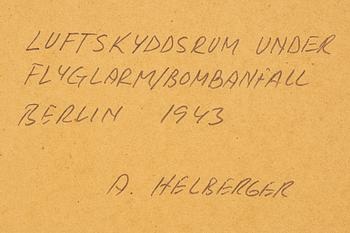 LUFTSKYDDSRUM UNDER
FLYGLARM/BOMBANFALL
BERLIN 1943
A. HELBERGER